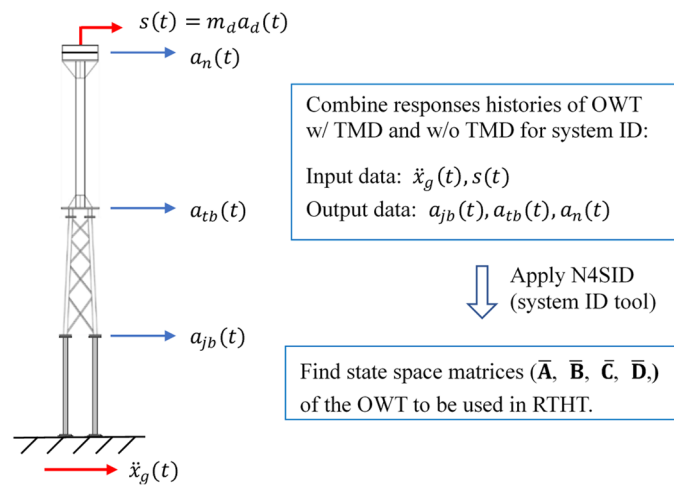 s(t) = m_d a_d(t)
a_n(t)
a_tb(t)
a_jb(t)
ẍ_g(t)
Combine responses histories of OWT
w/ TMD and w/o TMD for system ID:
Input data: ẍ_g(t), s(t)
Output data: a_jb(t), a_tb(t), a_n(t)
Apply N4SID
(system ID tool)
Find state space matrices (A̅, B̅, C̅, D̅,)
of the OWT to be used in RTHT.